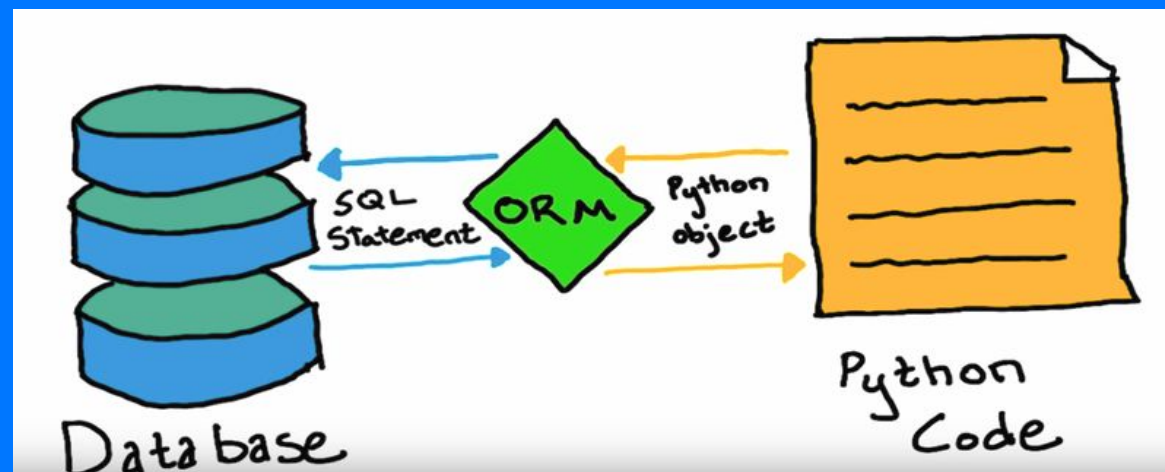 SQL
Statement
ORM
Python
object
Database
Python
Code